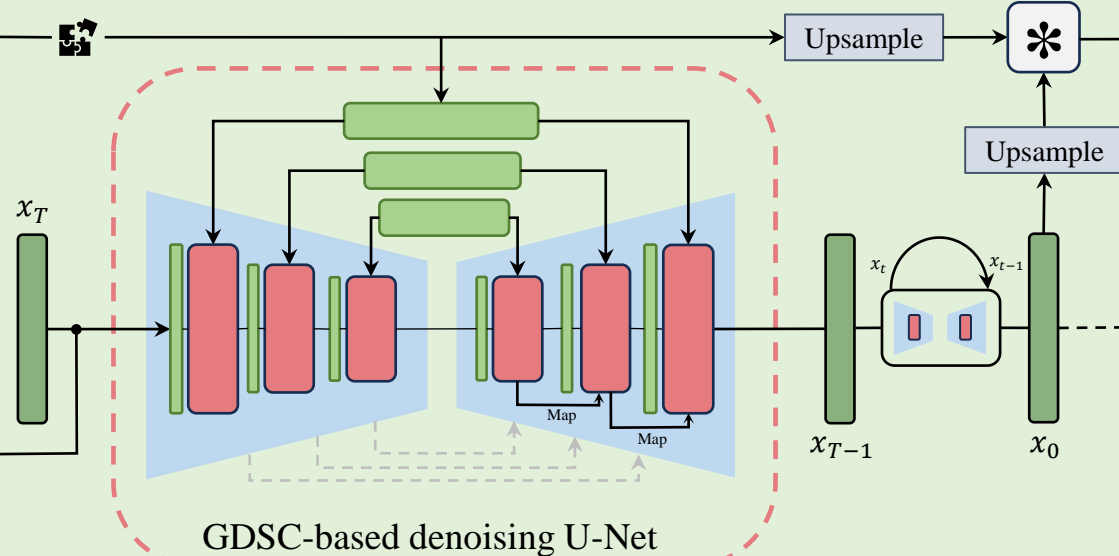 Upsample
Upsample
x_T
x_t
x_{t-1}
Map
Map
x_{T-1}
x_0
GDSC-based denoising U-Net